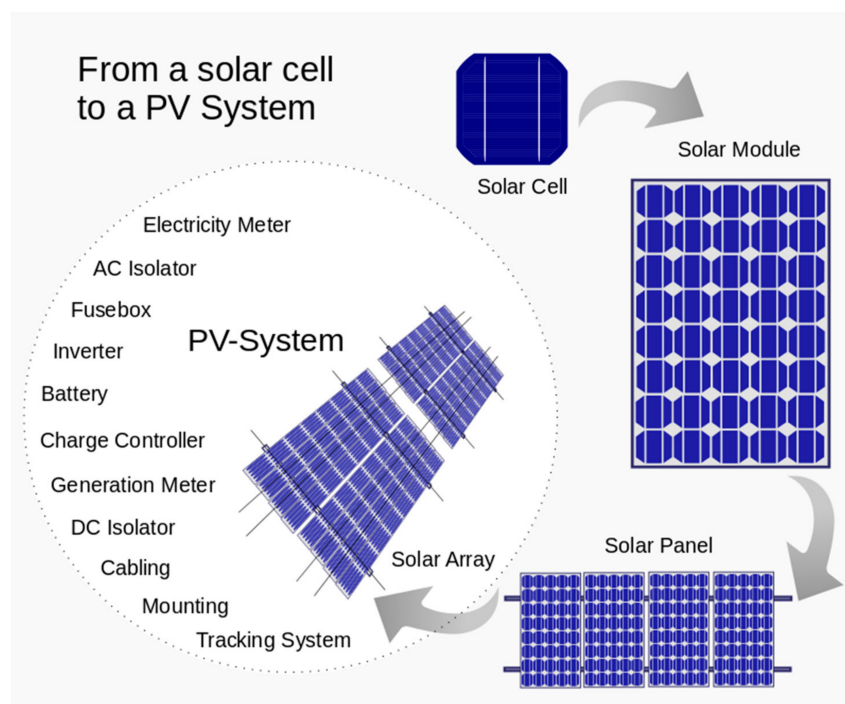 From a solar cell
to a PV System
Solar Cell
Solar Module
Electricity Meter
AC Isolator
Fusebox
Inverter
PV-System
Battery
Charge Controller
Generation Meter
DC Isolator
Cabling
Mounting
Tracking System
Solar Array
Solar Panel